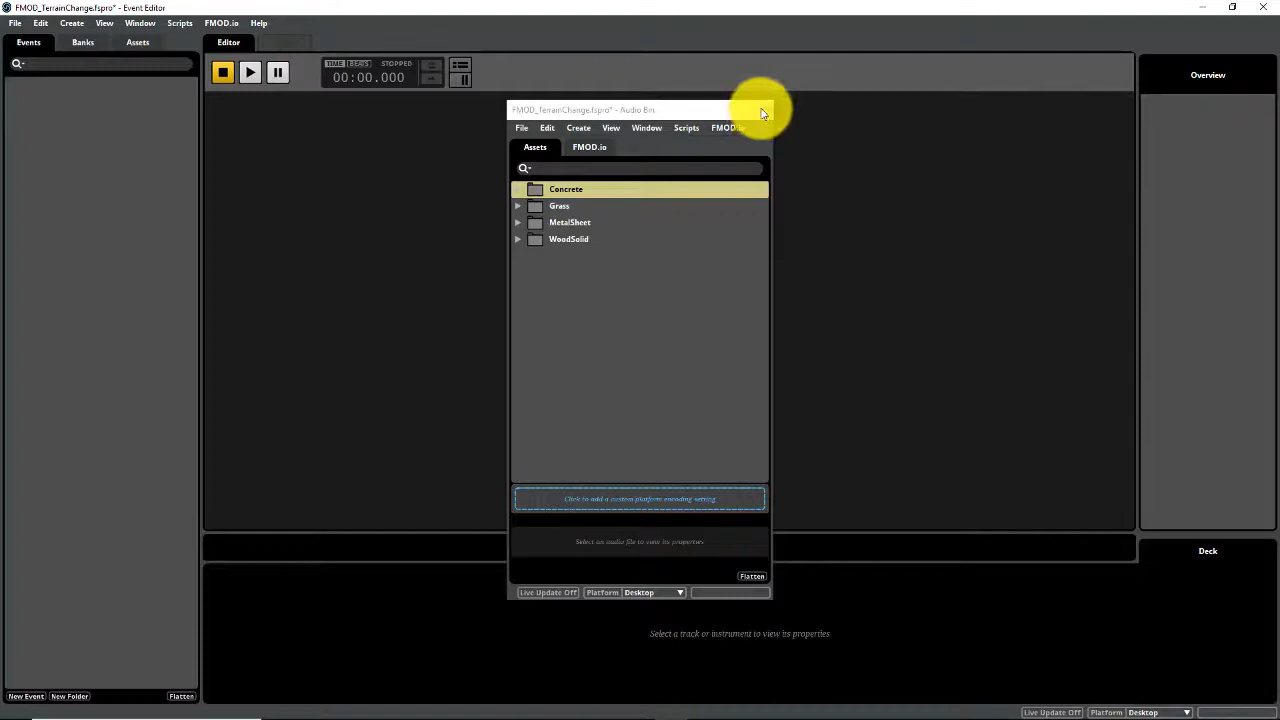 FMOD_TerrainChange.fspro* - Event Editor
File Edit Create View Window Scripts FMOD.io Help
Events Banks Assets Editor
TIME BEATS STOPPED
00:00.000
Overview
FMOD_TerrainChange.fspro* - Audio Bin
File Edit Create View Window Scripts FMOD.io
Assets FMOD.io
Concrete
Grass
MetalSheet
WoodSolid
Click to add a custom platform encoding setting
Select an audio file to view its properties
Flatten
Live Update Off Platform Desktop
Deck
Select a track or instrument to view its properties
New Event New Folder Flatten
Live Update Off Platform Desktop